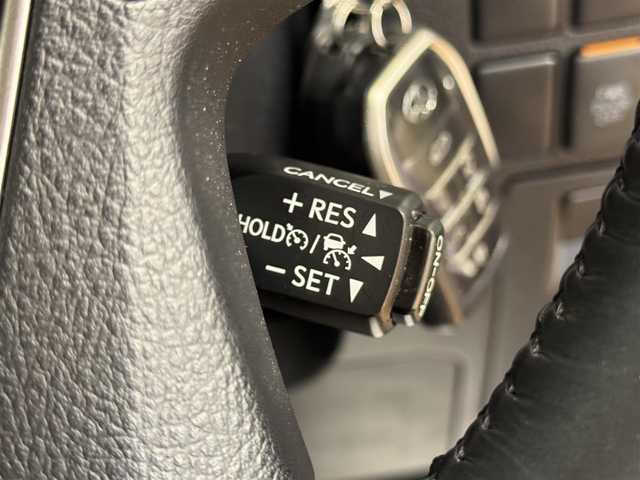 CANCEL
+ RES
HOLD /
− SET
ON-OFF